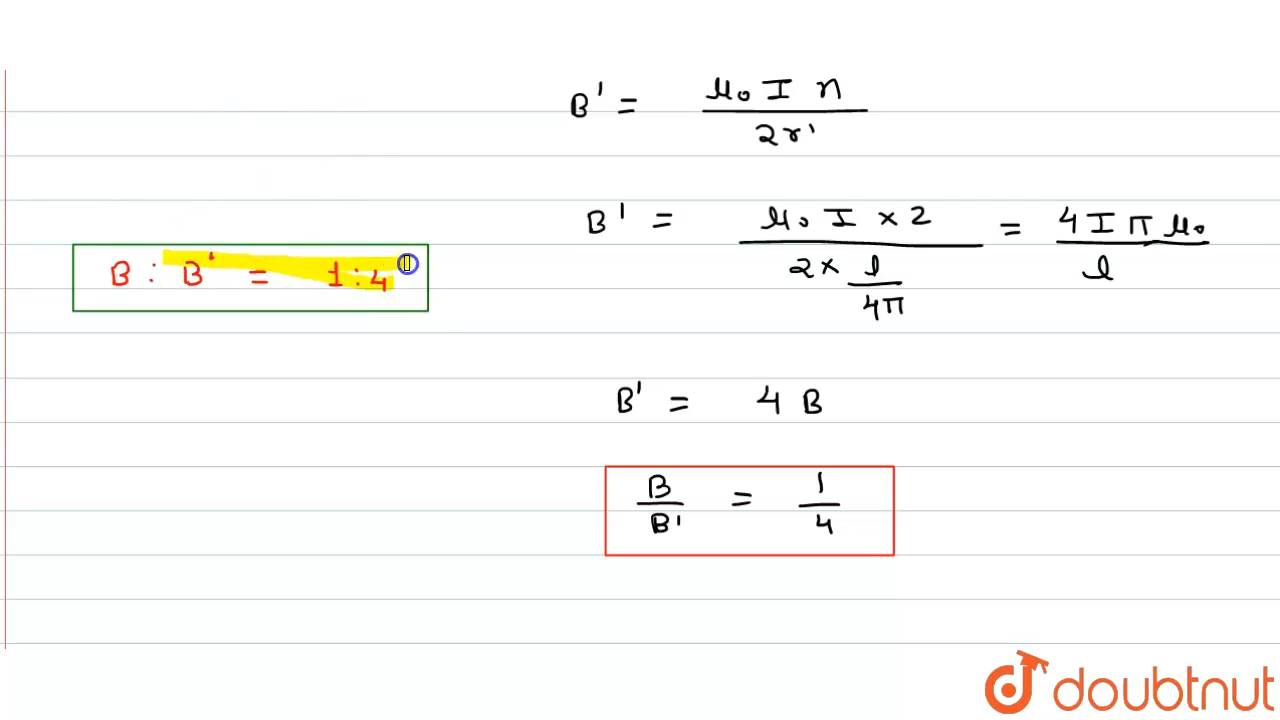 B' = μ₀ I n / 2r'
B' = μ₀ I × 2 / 2 × l/4π = 4 I π μ₀ / l
B : B' = 1 : 4
B' = 4 B
B / B' = 1 / 4
doubtnut